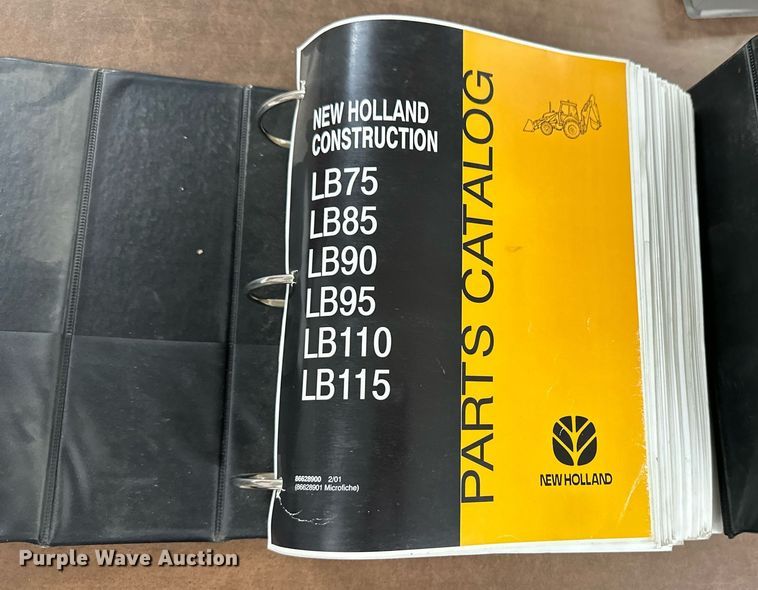 NEW HOLLAND
CONSTRUCTION
LB75
LB85
LB90
LB95
LB110
LB115
86628900 2/01
(86628901 Microfiche)
PARTS CATALOG
NEW HOLLAND
Purple Wave Auction